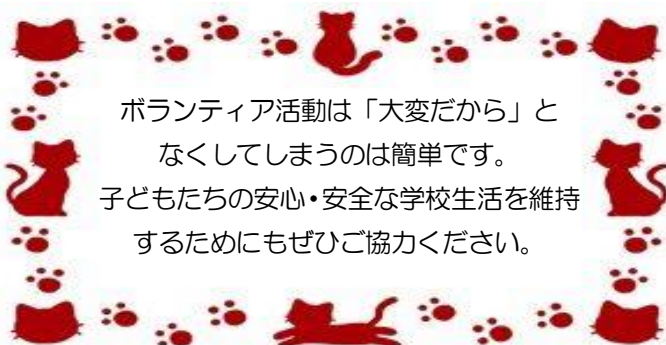 ボランティア活動は「大変だから」と
なくしてしまうのは簡単です。
子どもたちの安心・安全な学校生活を維持
するためにもぜひご協力ください。